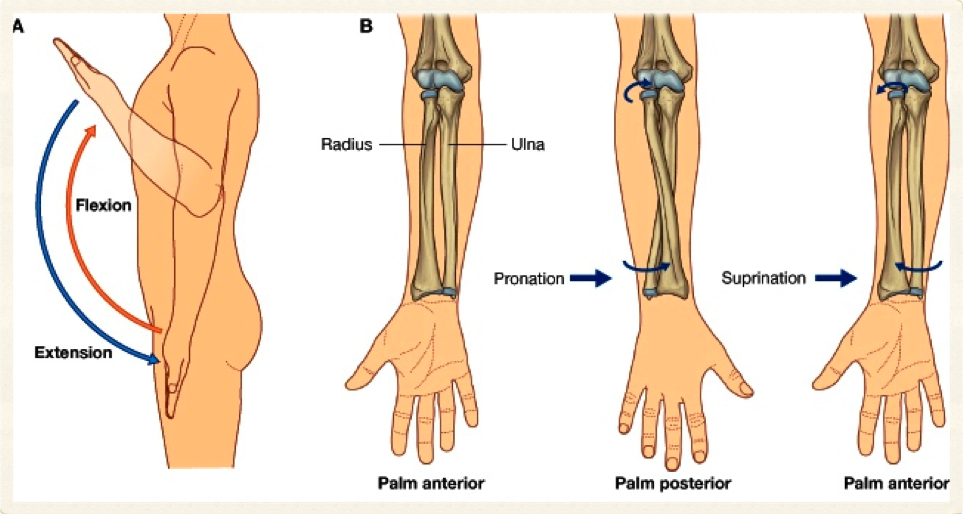 A
B
Radius
Ulna
Flexion
Pronation
Suprination
Extension
Palm anterior
Palm posterior
Palm anterior